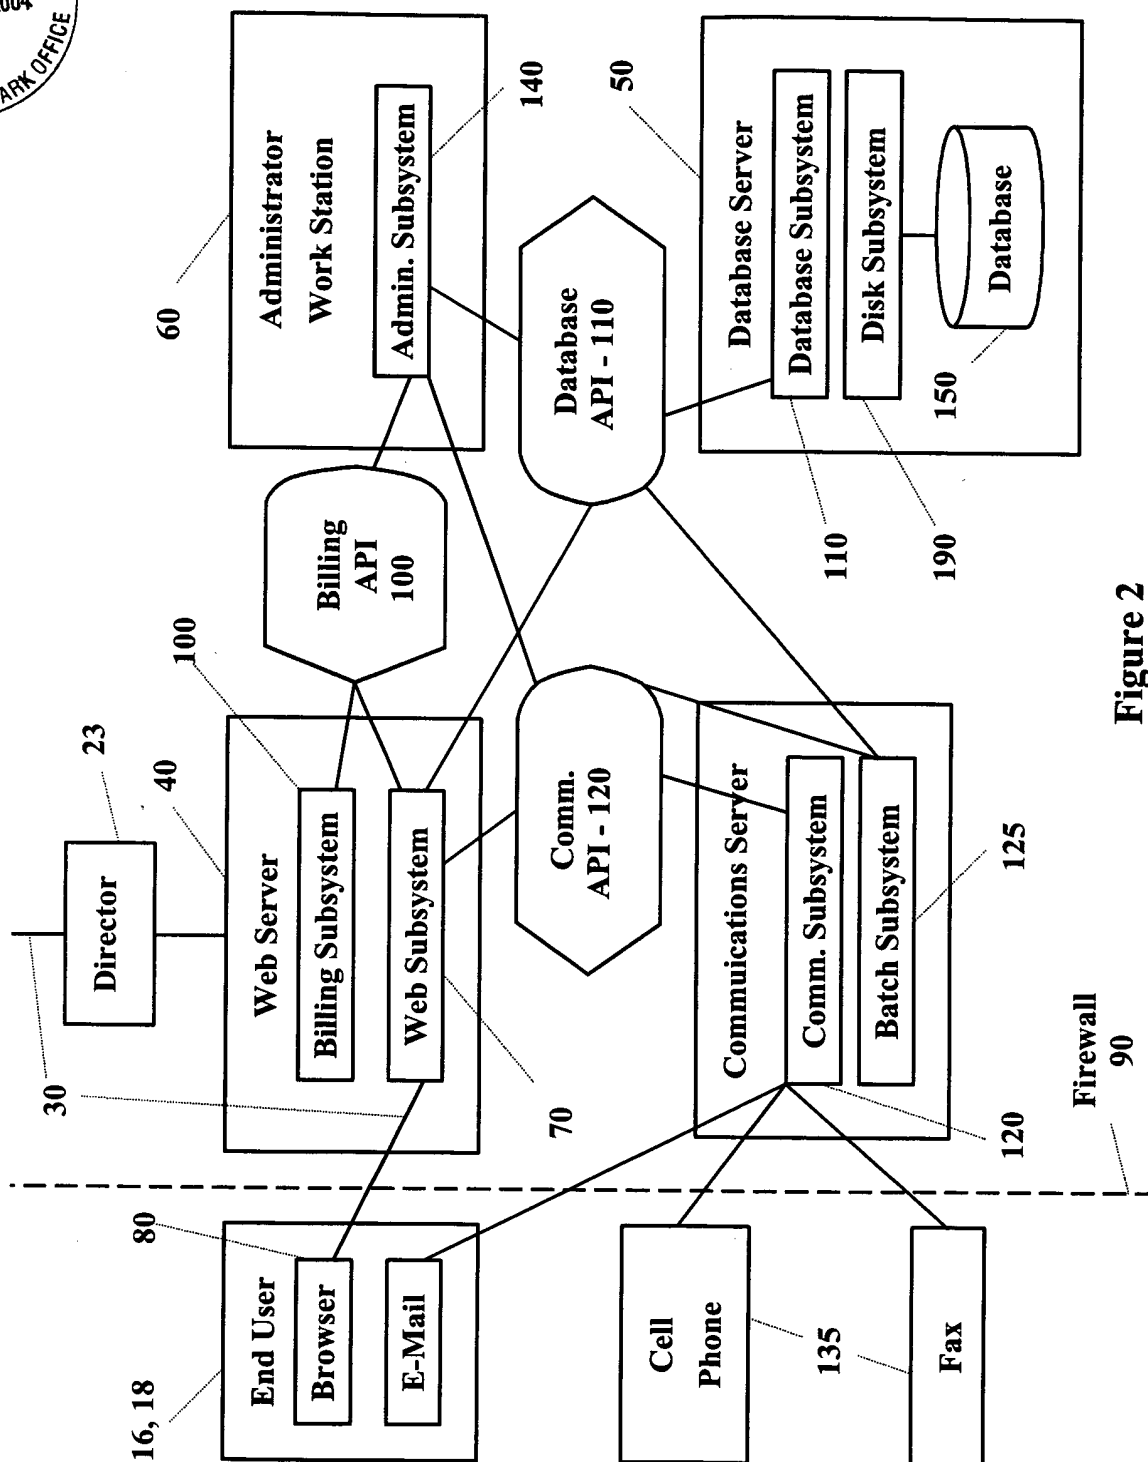 2004
ARK OFFICE
16, 18
End User
80
Browser
E-Mail
Cell
Phone
135
Fax
Firewall
90
30
Director
23
40
Web Server
Billing Subsystem
100
Web Subsystem
70
Commuications Server
Comm. Subsystem
120
Batch Subsystem
125
Comm.
API - 120
Billing
API
100
Database
API - 110
60
Administrator
Work Station
Admin. Subsystem
140
50
Database Server
Database Subsystem
110
Disk Subsystem
190
Database
150
Figure 2